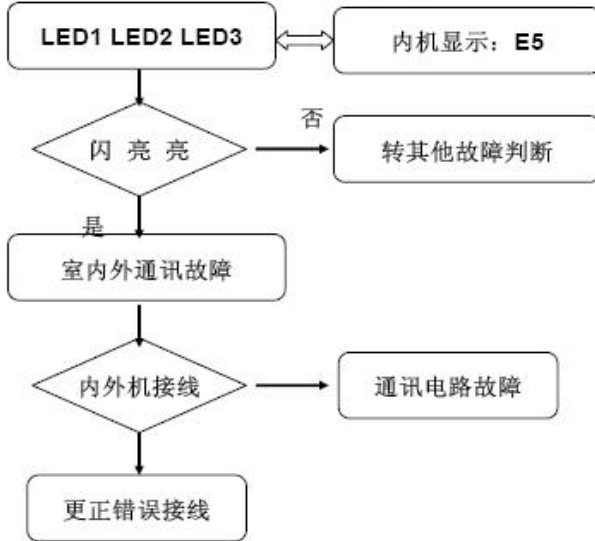 LED1 LED2 LED3
内机显示：E5
否
闪 亮 亮
转其他故障判断
是
室内外通讯故障
内外机接线
通讯电路故障
更正错误接线